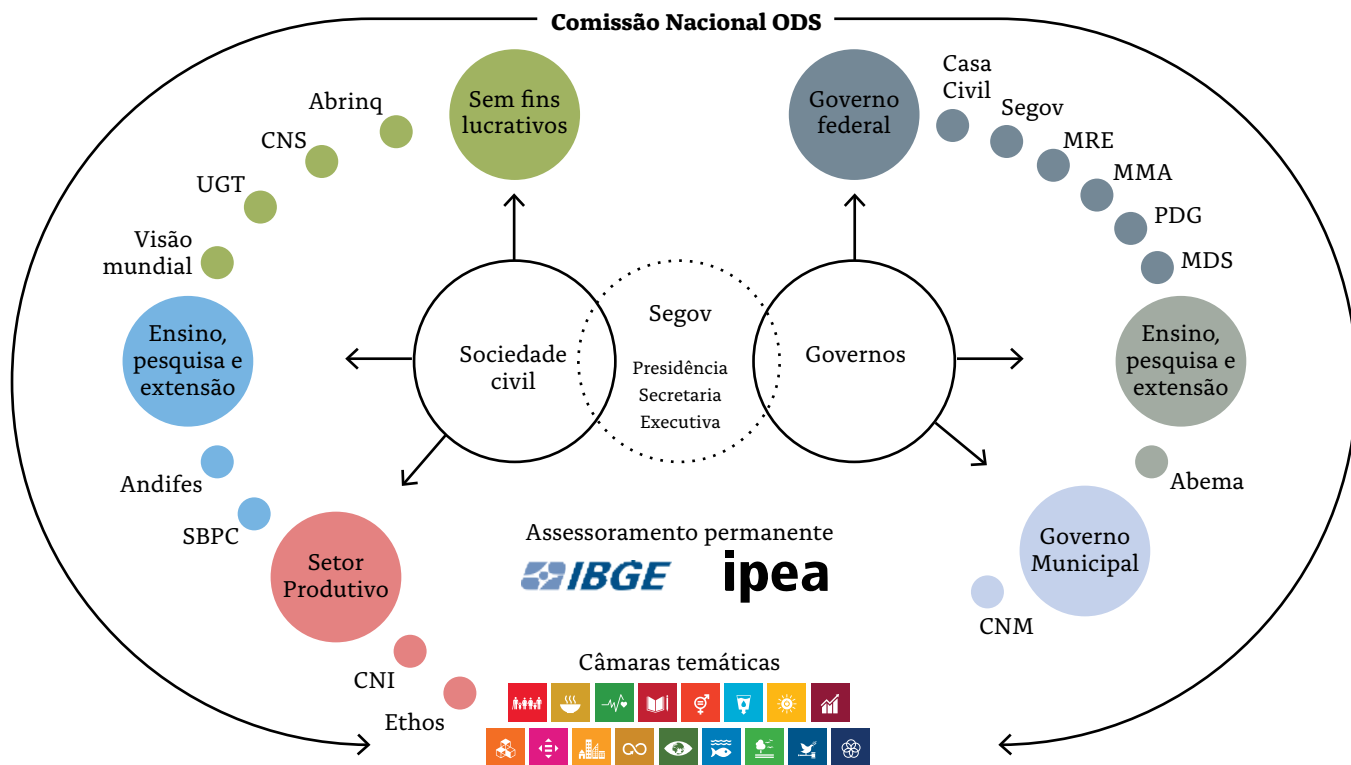 Comissão Nacional ODS
Abrinq
CNS
UGT
Visão
mundial
Sem fins
lucrativos
Ensino,
pesquisa e
extensão
Andifes
SBPC
Setor
Produtivo
CNI
Ethos
Sociedade
civil
Segov
Presidência
Secretaria
Executiva
Governos
Governo
federal
Casa
Civil
Segov
MRE
MMA
PDG
MDS
Ensino,
pesquisa e
extensão
Abema
Governo
Municipal
CNM
Assessoramento permanente
IBGE
ipea
Câmaras temáticas